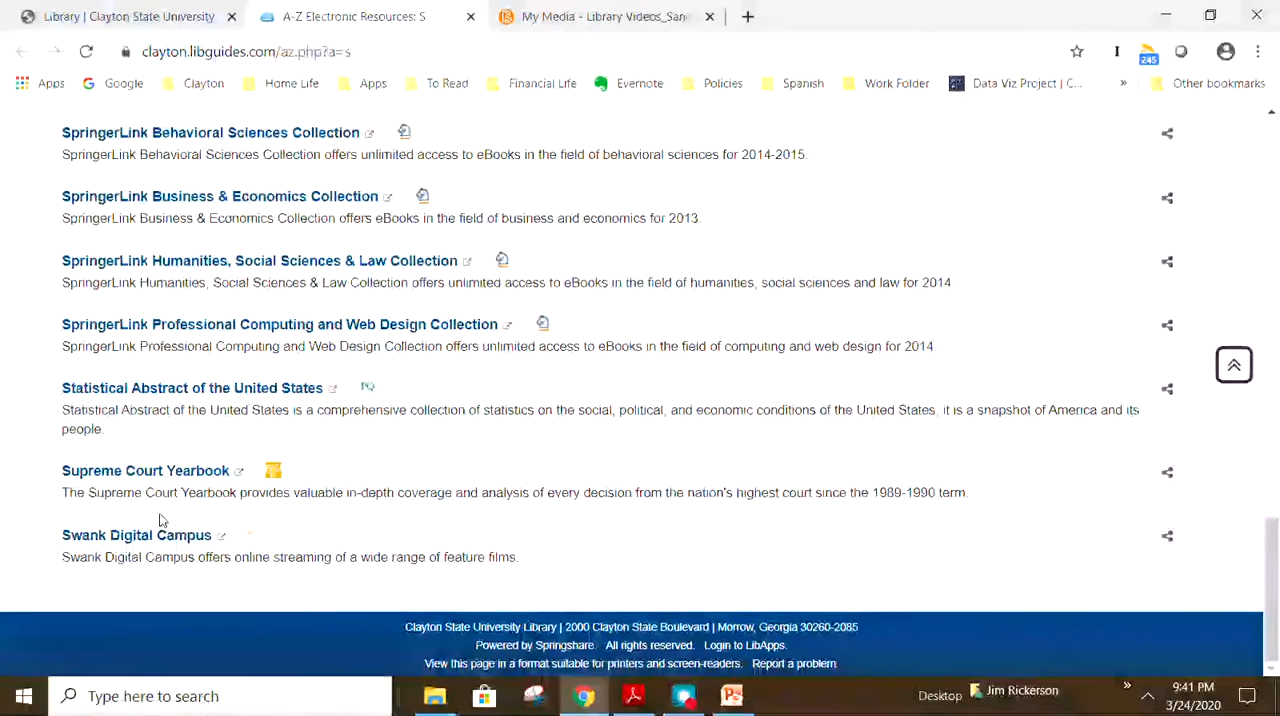 Library | Clayton State University
A-Z Electronic Resources: S
My Media - Library Videos_San
clayton.libguides.com/az.php?a=s
I
245
Apps
Google
Clayton
Home Life
Apps
To Read
Financial Life
Evernote
Policies
Spanish
Work Folder
Data Viz Project | C...
»
Other bookmarks
SpringerLink Behavioral Sciences Collection
SpringerLink Behavioral Sciences Collection offers unlimited access to eBooks in the field of behavioral sciences for 2014-2015.
SpringerLink Business & Economics Collection
SpringerLink Business & Economics Collection offers eBooks in the field of business and economics for 2013.
SpringerLink Humanities, Social Sciences & Law Collection
SpringerLink Humanities, Social Sciences & Law Collection offers unlimited access to eBooks in the field of humanities, social sciences and law for 2014
SpringerLink Professional Computing and Web Design Collection
SpringerLink Professional Computing and Web Design Collection offers unlimited access to eBooks in the field of computing and web design for 2014
Statistical Abstract of the United States
Statistical Abstract of the United States is a comprehensive collection of statistics on the social, political, and economic conditions of the United States, it is a snapshot of America and its
people.
Supreme Court Yearbook
The Supreme Court Yearbook provides valuable in-depth coverage and analysis of every decision from the nation's highest court since the 1989-1990 term.
Swank Digital Campus
Swank Digital Campus offers online streaming of a wide range of feature films.
Clayton State University Library | 2000 Clayton State Boulevard | Morrow, Georgia 30260-2085
Powered by Springshare. All rights reserved. Login to LibApps.
View this page in a format suitable for printers and screen-readers. Report a problem
Type here to search
Desktop
Jim Rickerson
»
9:41 PM
3/24/2020